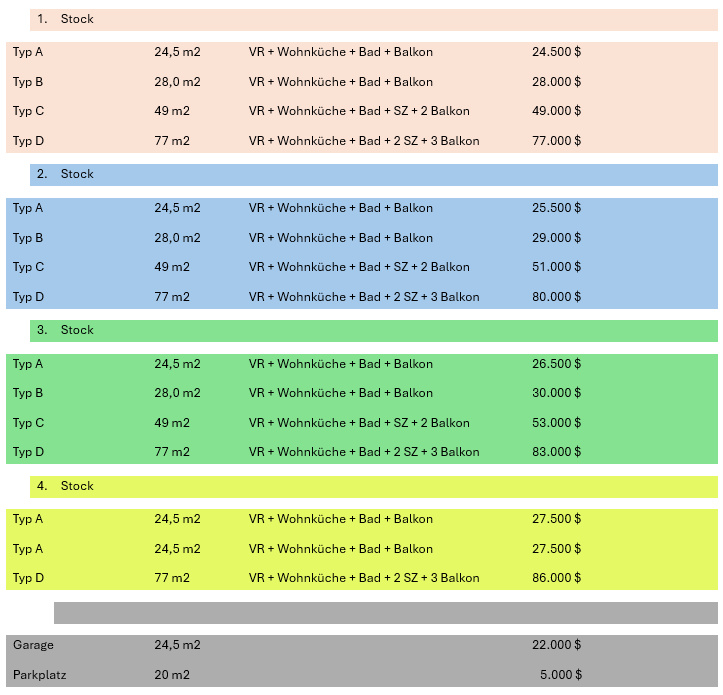 1. Stock
Typ A 24,5 m2 VR + Wohnküche + Bad + Balkon 24.500 $
Typ B 28,0 m2 VR + Wohnküche + Bad + Balkon 28.000 $
Typ C 49 m2 VR + Wohnküche + Bad + SZ + 2 Balkon 49.000 $
Typ D 77 m2 VR + Wohnküche + Bad + 2 SZ + 3 Balkon 77.000 $
2. Stock
Typ A 24,5 m2 VR + Wohnküche + Bad + Balkon 25.500 $
Typ B 28,0 m2 VR + Wohnküche + Bad + Balkon 29.000 $
Typ C 49 m2 VR + Wohnküche + Bad + SZ + 2 Balkon 51.000 $
Typ D 77 m2 VR + Wohnküche + Bad + 2 SZ + 3 Balkon 80.000 $
3. Stock
Typ A 24,5 m2 VR + Wohnküche + Bad + Balkon 26.500 $
Typ B 28,0 m2 VR + Wohnküche + Bad + Balkon 30.000 $
Typ C 49 m2 VR + Wohnküche + Bad + SZ + 2 Balkon 53.000 $
Typ D 77 m2 VR + Wohnküche + Bad + 2 SZ + 3 Balkon 83.000 $
4. Stock
Typ A 24,5 m2 VR + Wohnküche + Bad + Balkon 27.500 $
Typ A 24,5 m2 VR + Wohnküche + Bad + Balkon 27.500 $
Typ D 77 m2 VR + Wohnküche + Bad + 2 SZ + 3 Balkon 86.000 $
Garage 24,5 m2 22.000 $
Parkplatz 20 m2 5.000 $